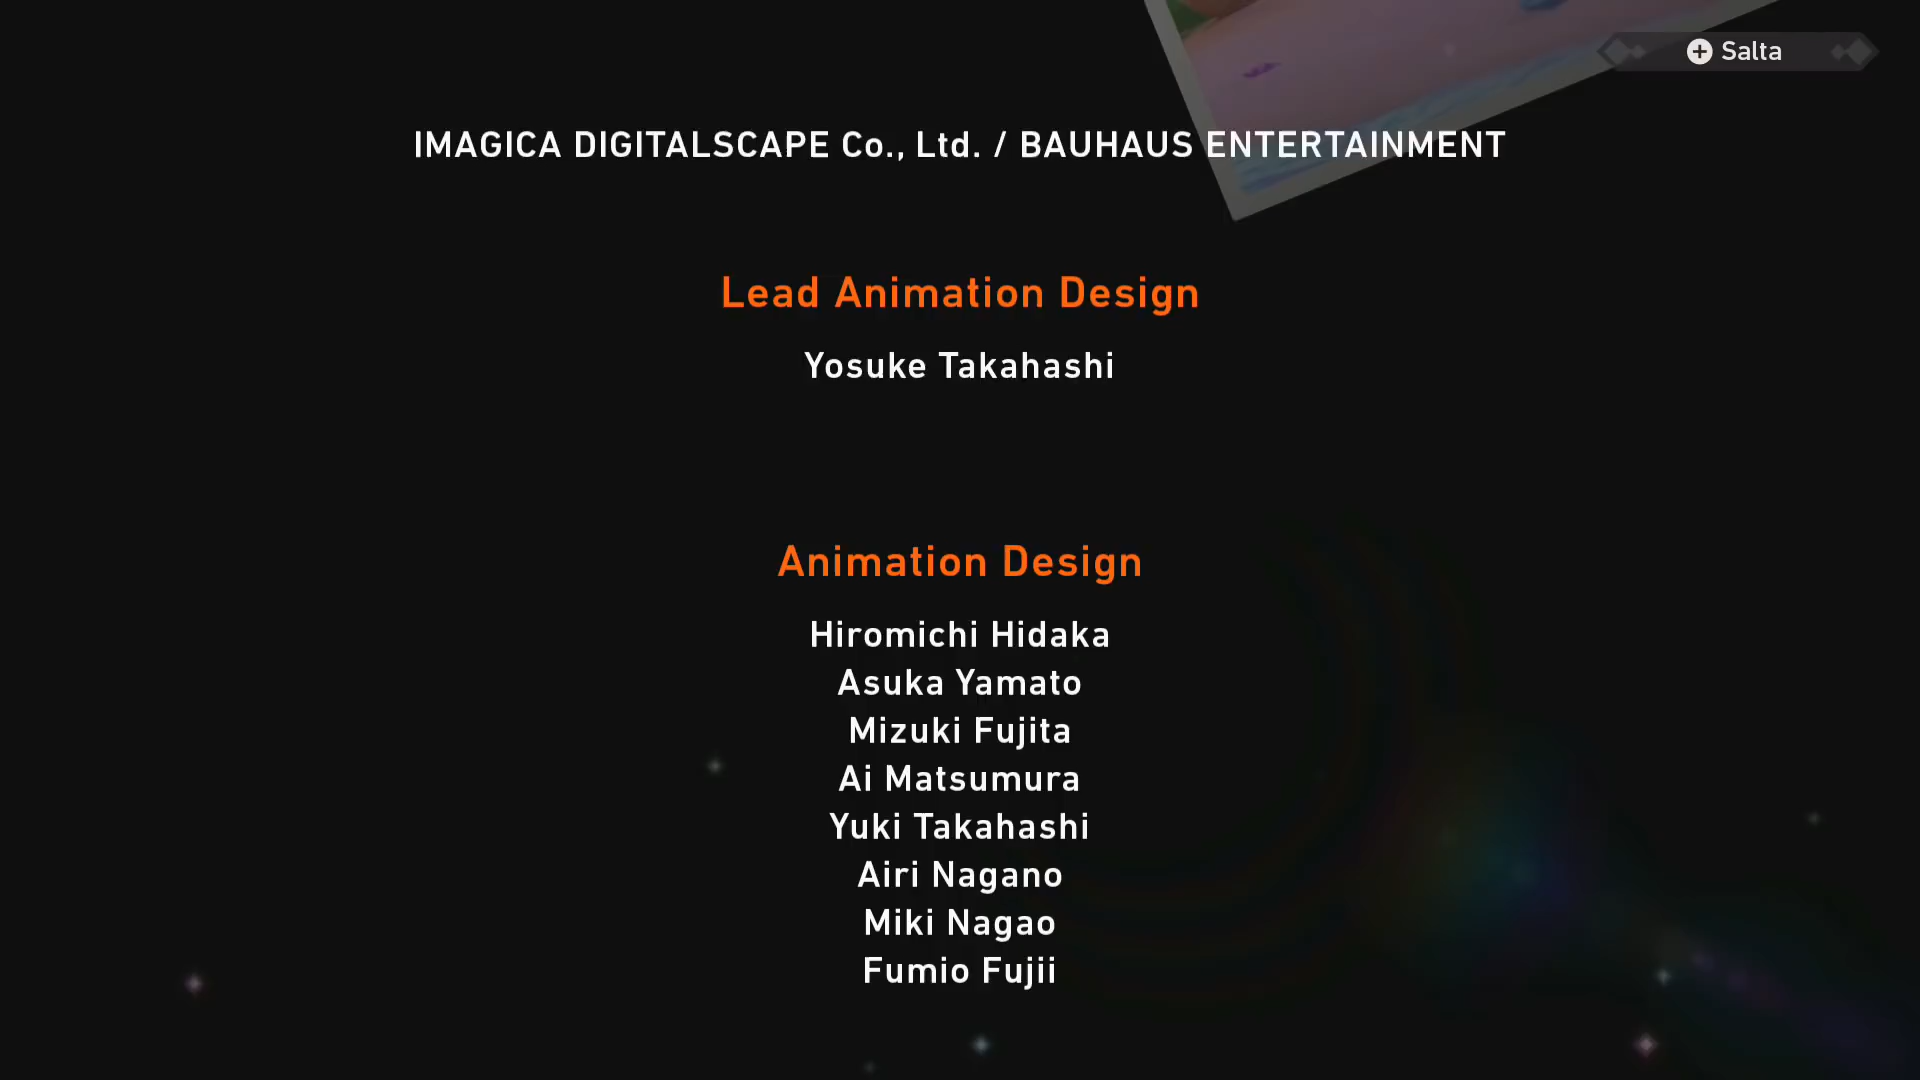 Salta
IMAGICA DIGITALSCAPE Co., Ltd. / BAUHAUS ENTERTAINMENT
Lead Animation Design
Yosuke Takahashi
Animation Design
Hiromichi Hidaka
Asuka Yamato
Mizuki Fujita
Ai Matsumura
Yuki Takahashi
Airi Nagano
Miki Nagao
Fumio Fujii